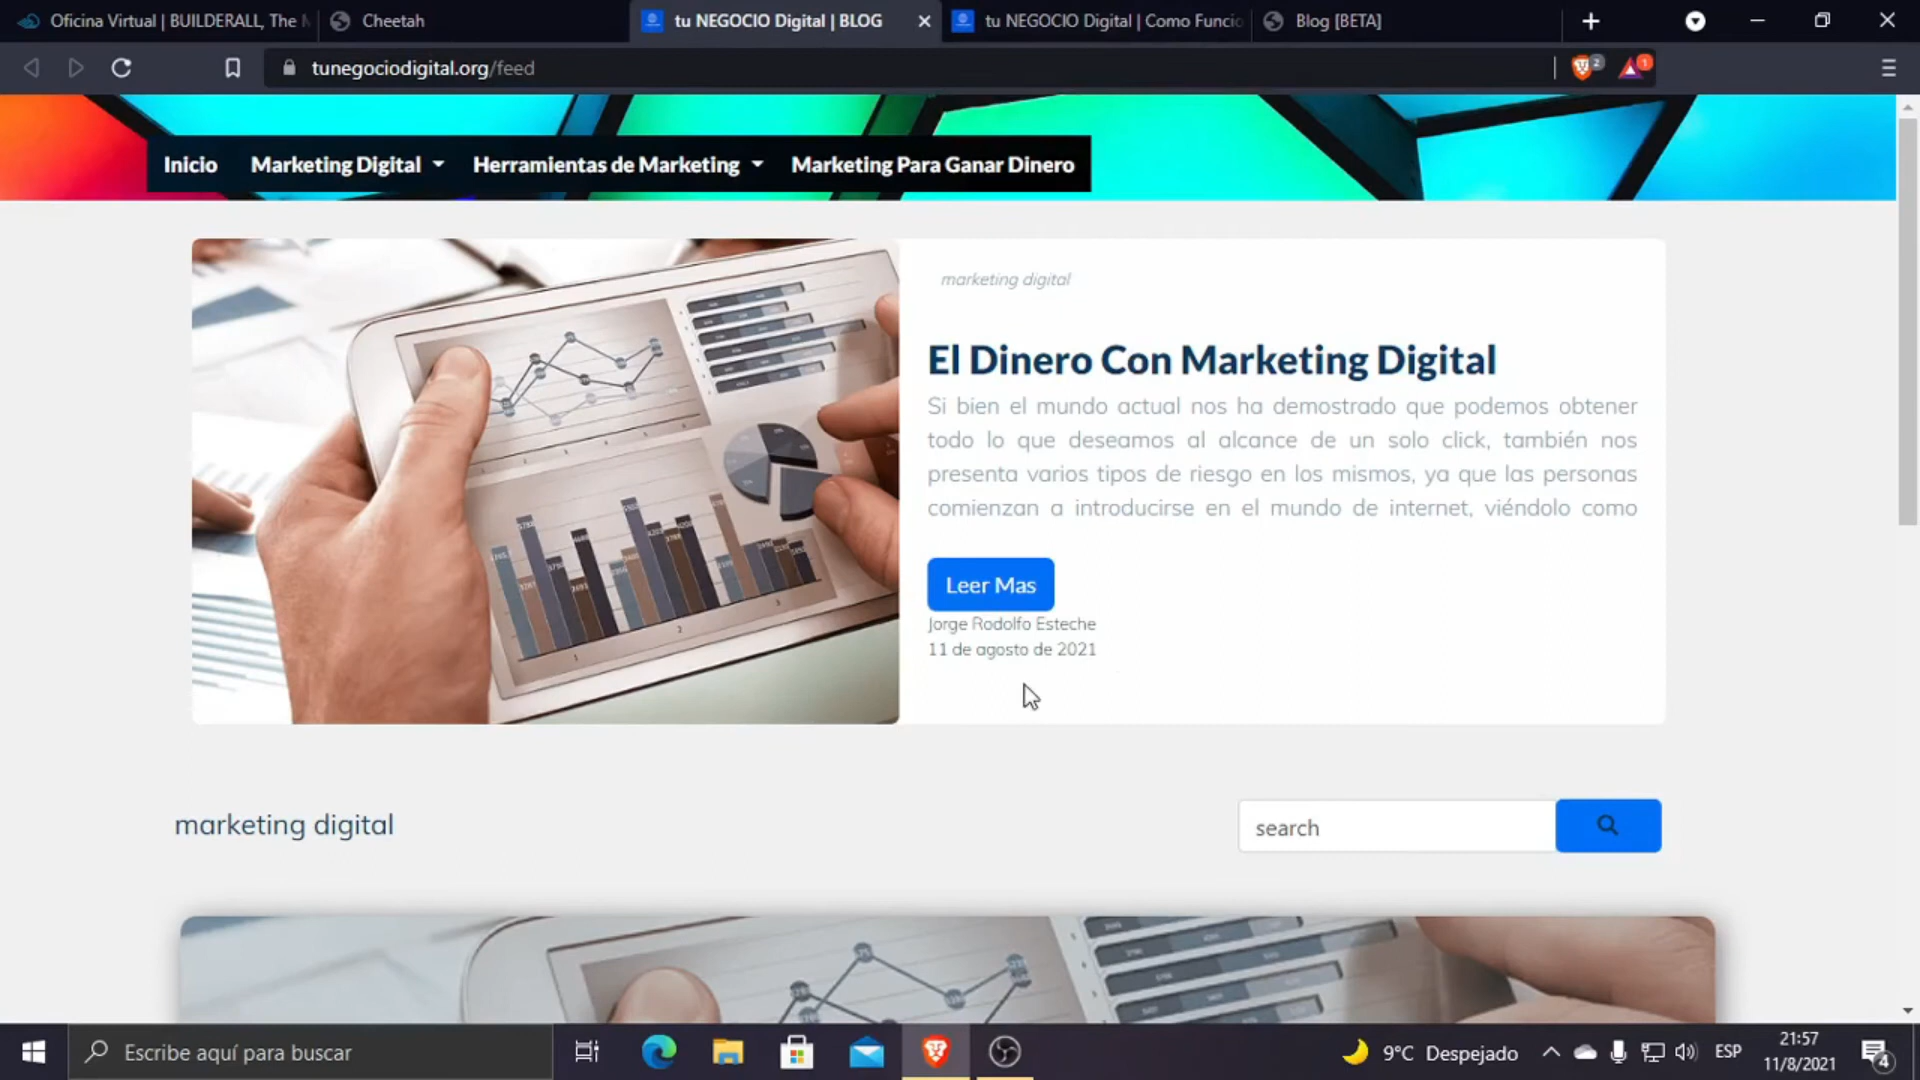 Oficina Virtual | BUILDERALL, The M
Cheetah
tu NEGOCIO Digital | BLOG
tu NEGOCIO Digital | Como Funcio
Blog [BETA]
tunegociodigital.org/feed
2
1
Inicio
Marketing Digital
Herramientas de Marketing
Marketing Para Ganar Dinero
marketing digital
El Dinero Con Marketing Digital
Si bien el mundo actual nos ha demostrado que podemos obtener
todo lo que deseamos al alcance de un solo click, también nos
presenta varios tipos de riesgo en los mismos, ya que las personas
comienzan a introducirse en el mundo de internet, viéndolo como
Leer Mas
Jorge Rodolfo Esteche
11 de agosto de 2021
marketing digital
search
Escribe aquí para buscar
9°C Despejado
ESP
21:57
11/8/2021
4